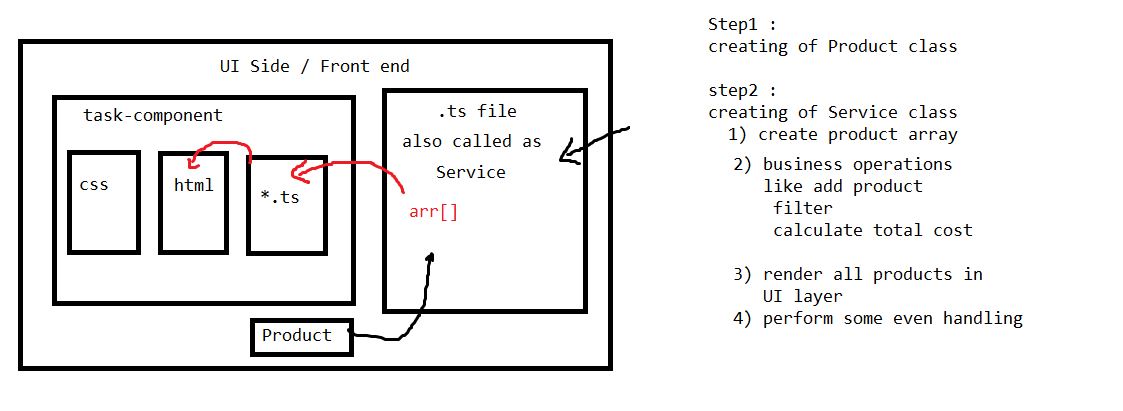 UI Side / Front end
task-component
css
html
*.ts
.ts file
also called as
Service
arr[]
Product
Step1 :
creating of Product class
step2 :
creating of Service class
1) create product array
2) business operations
like add product
filter
calculate total cost
3) render all products in
UI layer
4) perform some even handling